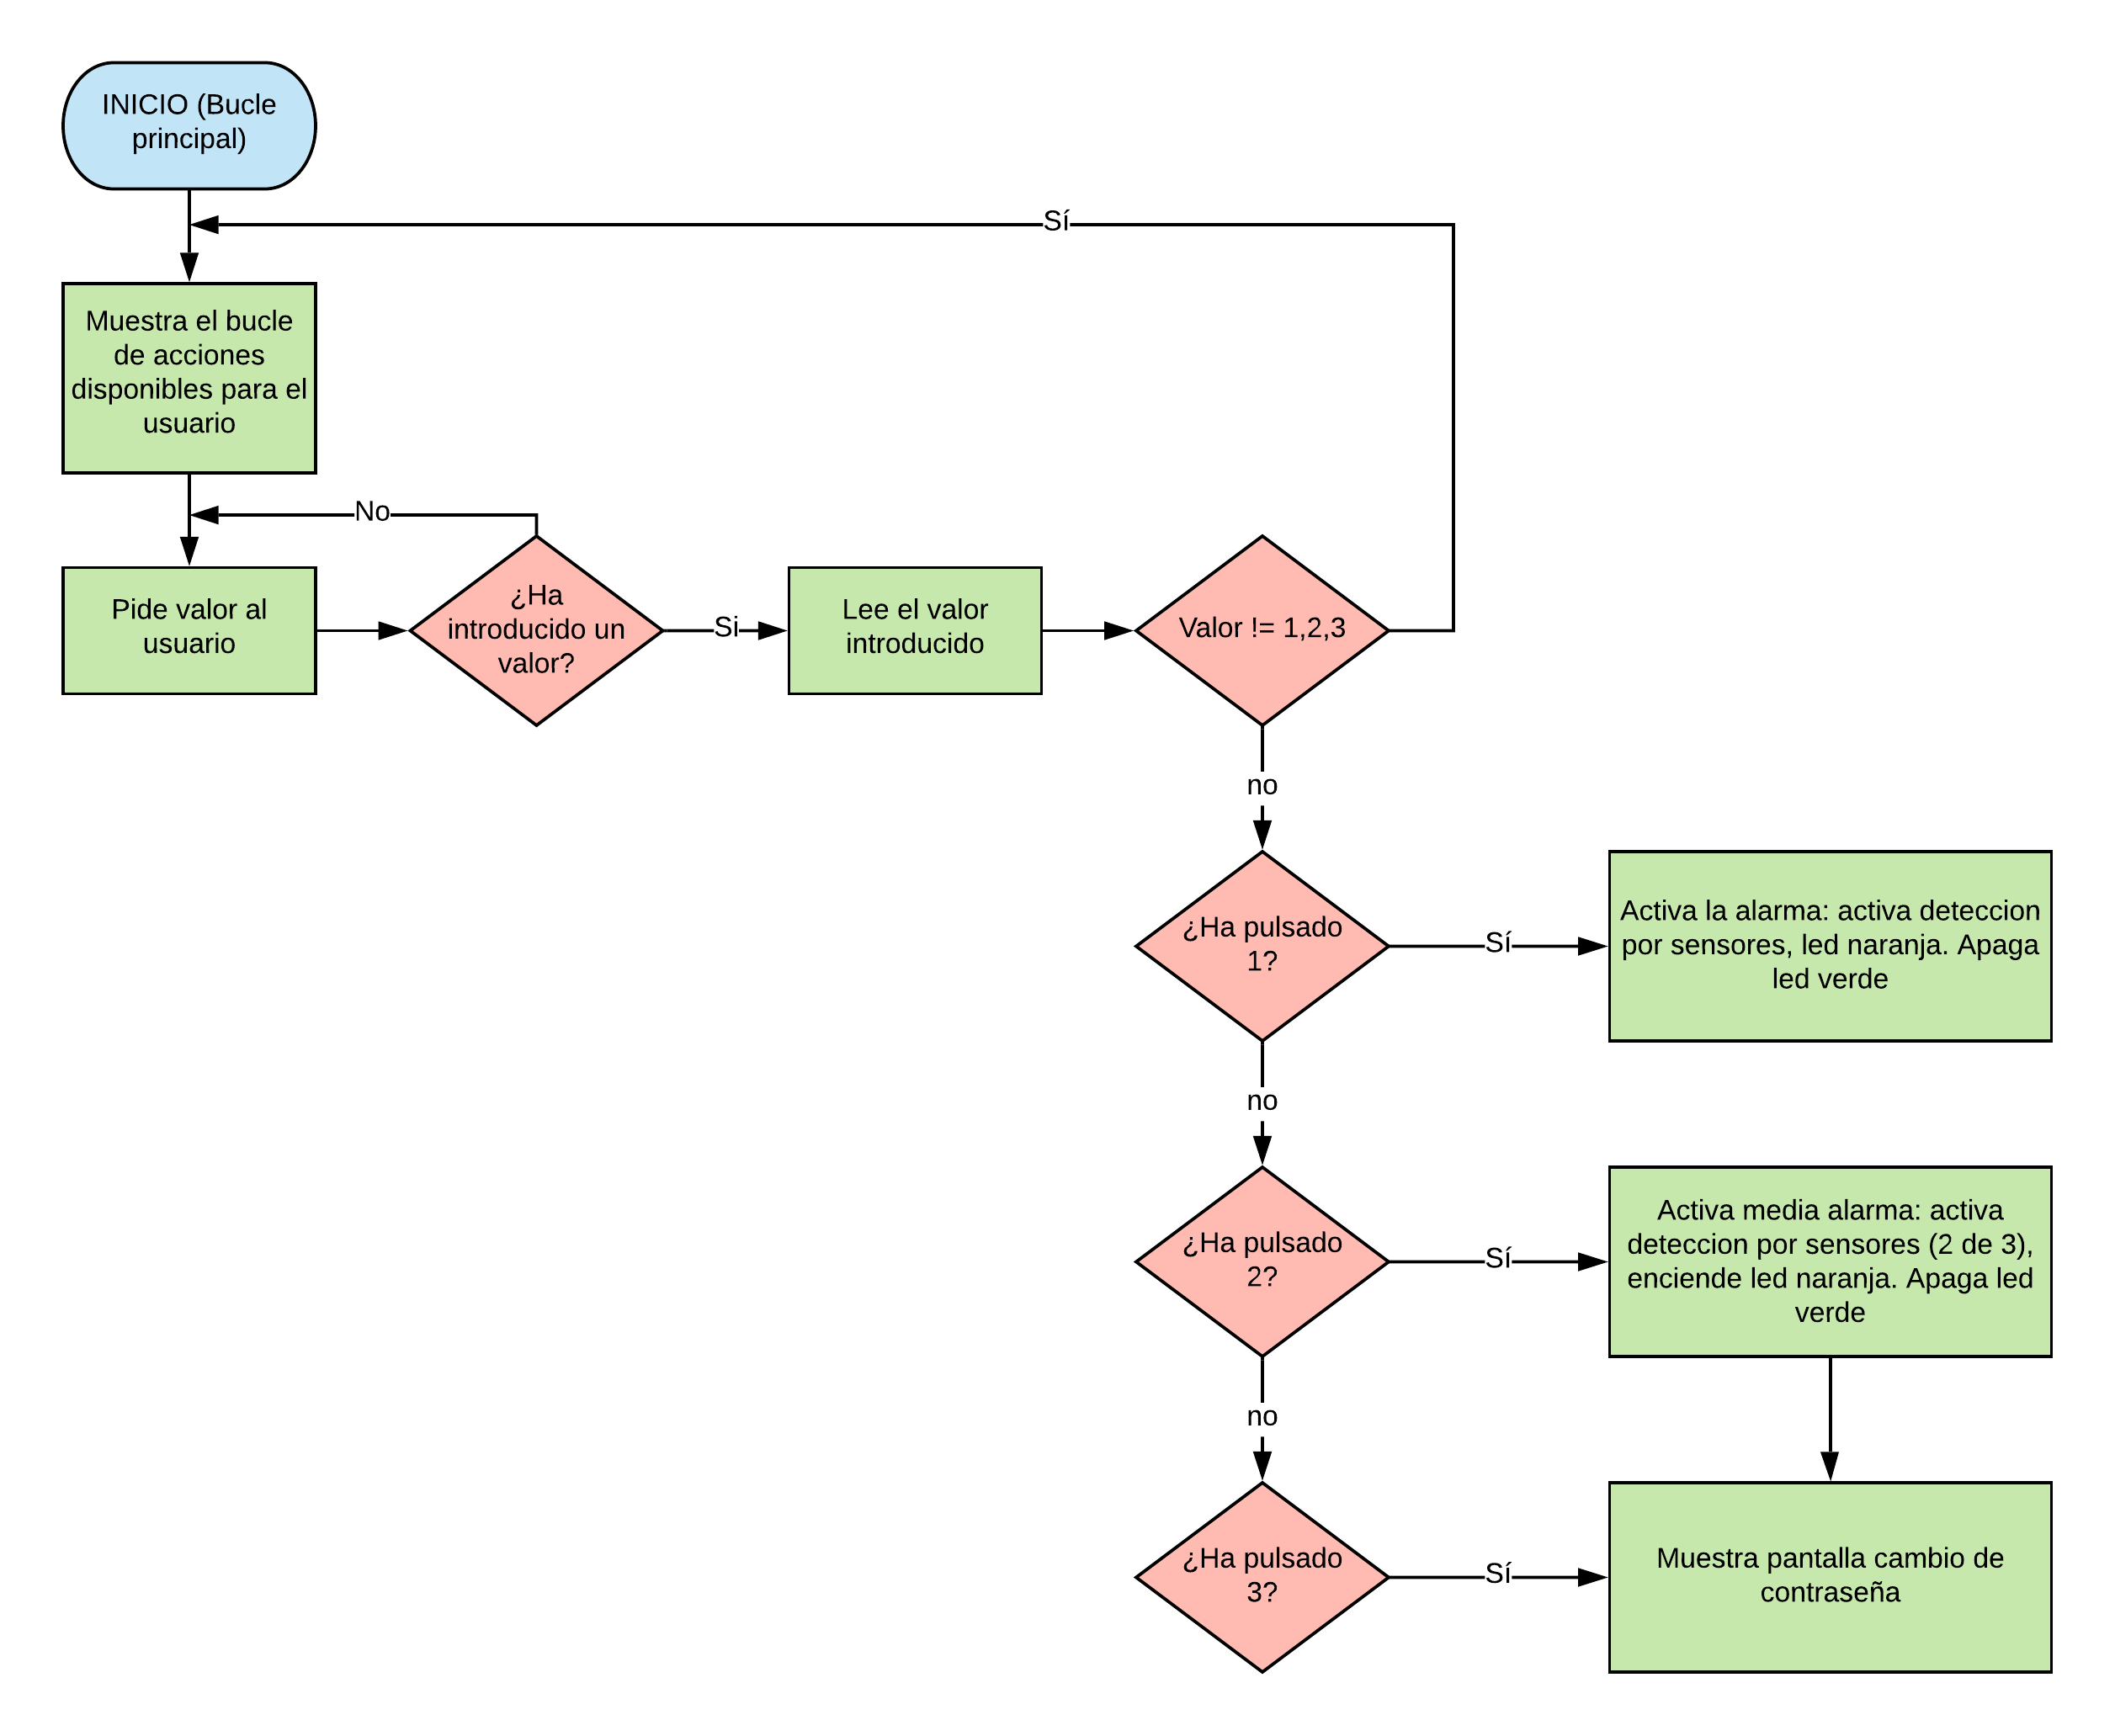 INICIO (Bucle
principal)
Sí
Muestra el bucle
de acciones
disponibles para el
usuario
No
Pide valor al
usuario
¿Ha
introducido un
valor?
Si
Lee el valor
introducido
Valor != 1,2,3
no
¿Ha pulsado
1?
Sí
Activa la alarma: activa deteccion
por sensores, led naranja. Apaga
led verde
no
¿Ha pulsado
2?
Sí
Activa media alarma: activa
deteccion por sensores (2 de 3),
enciende led naranja. Apaga led
verde
no
¿Ha pulsado
3?
Sí
Muestra pantalla cambio de
contraseña